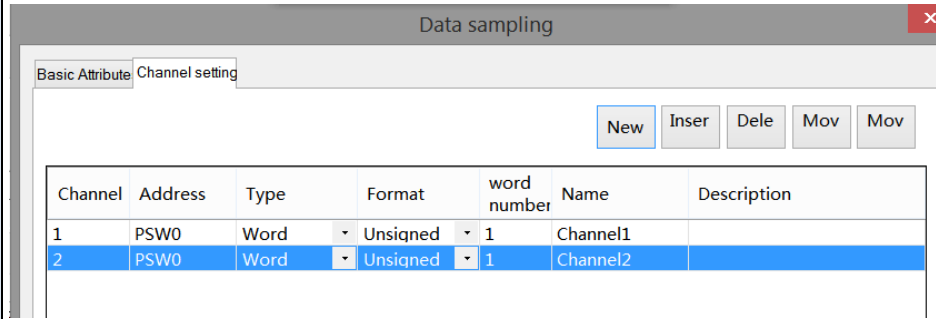 Data sampling
x
Basic Attribute Channel setting
New Inser Dele Mov Mov
Channel Address Type Format word number Name Description
1 PSW0 Word Unsigned 1 Channel1
2 PSW0 Word Unsigned 1 Channel2